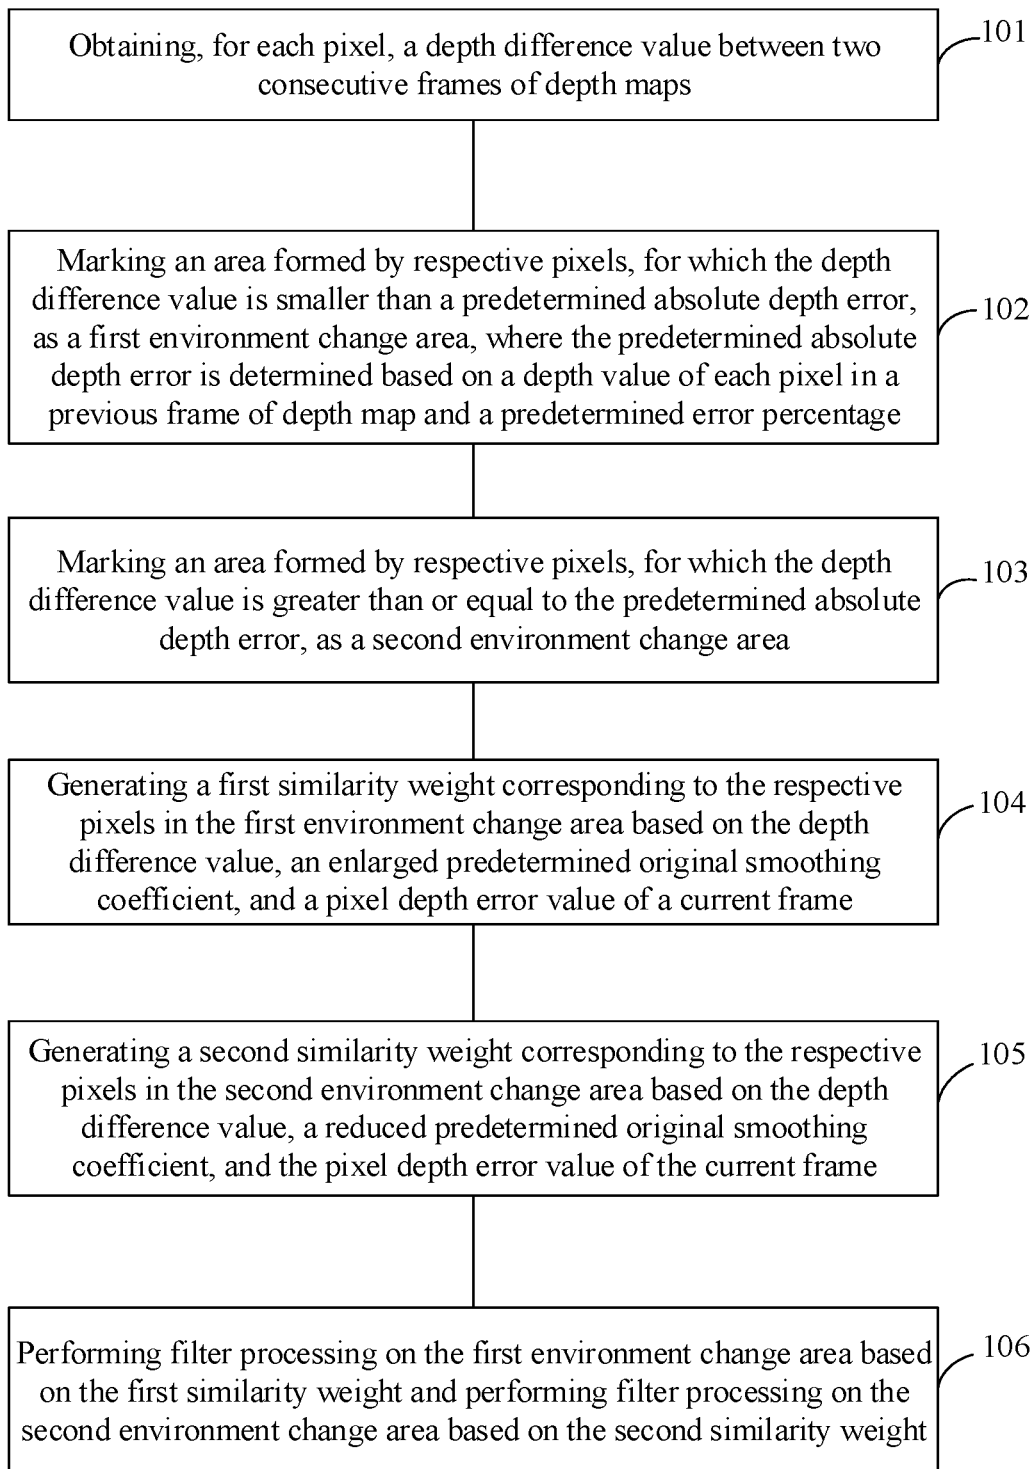 Obtaining, for each pixel, a depth difference value between two
consecutive frames of depth maps
101
Marking an area formed by respective pixels, for which the depth
difference value is smaller than a predetermined absolute depth error,
as a first environment change area, where the predetermined absolute
depth error is determined based on a depth value of each pixel in a
previous frame of depth map and a predetermined error percentage
102
Marking an area formed by respective pixels, for which the depth
difference value is greater than or equal to the predetermined absolute
depth error, as a second environment change area
103
Generating a first similarity weight corresponding to the respective
pixels in the first environment change area based on the depth
difference value, an enlarged predetermined original smoothing
coefficient, and a pixel depth error value of a current frame
104
Generating a second similarity weight corresponding to the respective
pixels in the second environment change area based on the depth
difference value, a reduced predetermined original smoothing
coefficient, and the pixel depth error value of the current frame
105
Performing filter processing on the first environment change area based
on the first similarity weight and performing filter processing on the
second environment change area based on the second similarity weight
106